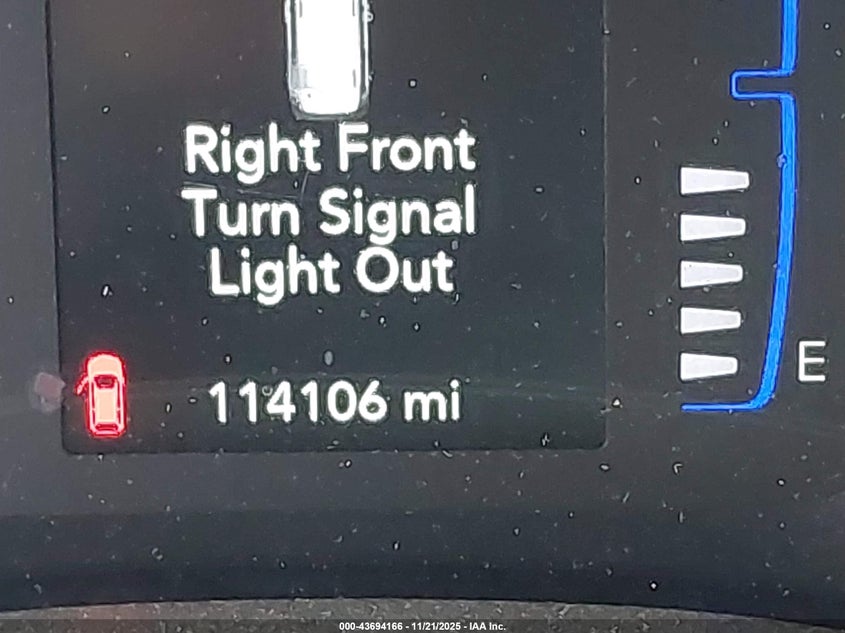 Right Front
Turn Signal
Light Out
114106 mi
E
000-43694166 - 11/21/2025 - IAA Inc.